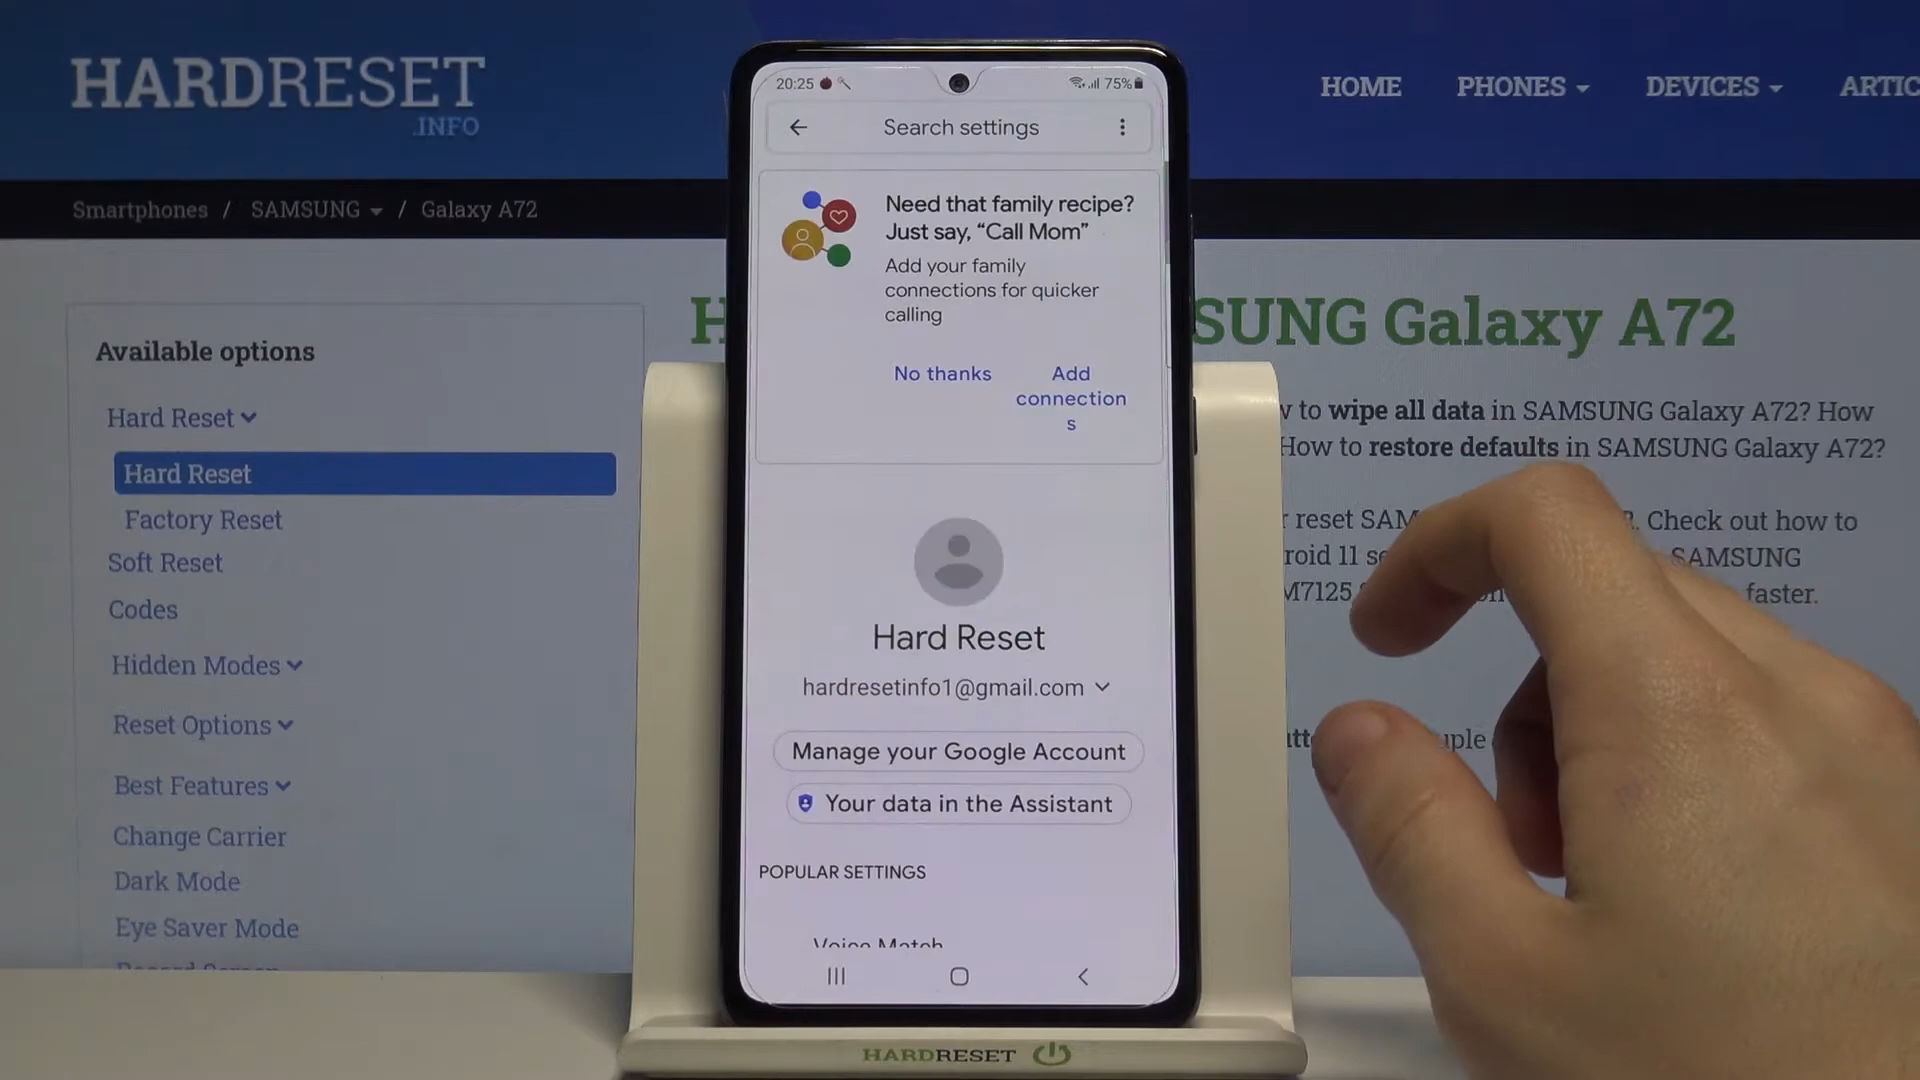 HARDRESET
.INFO
HOME
PHONES
DEVICES
Smartphones / SAMSUNG / Galaxy A72
Available options
Hard Reset
Hard Reset
Factory Reset
Soft Reset
Codes
Hidden Modes
Reset Options
Best Features
Change Carrier
Dark Mode
Eye Saver Mode
20:25
75%
Search settings
Need that family recipe?
Just say, “Call Mom”
Add your family
connections for quicker
calling
No thanks
Add
connection
s
Hard Reset
hardresetinfo1@gmail.com
Manage your Google Account
Your data in the Assistant
POPULAR SETTINGS
Voice Match
SUNG Galaxy A72
to wipe all data in SAMSUNG Galaxy A72? How
How to restore defaults in SAMSUNG Galaxy A72?
reset Check out how to
SAMSUNG
M7125 faster.
HARDRESET